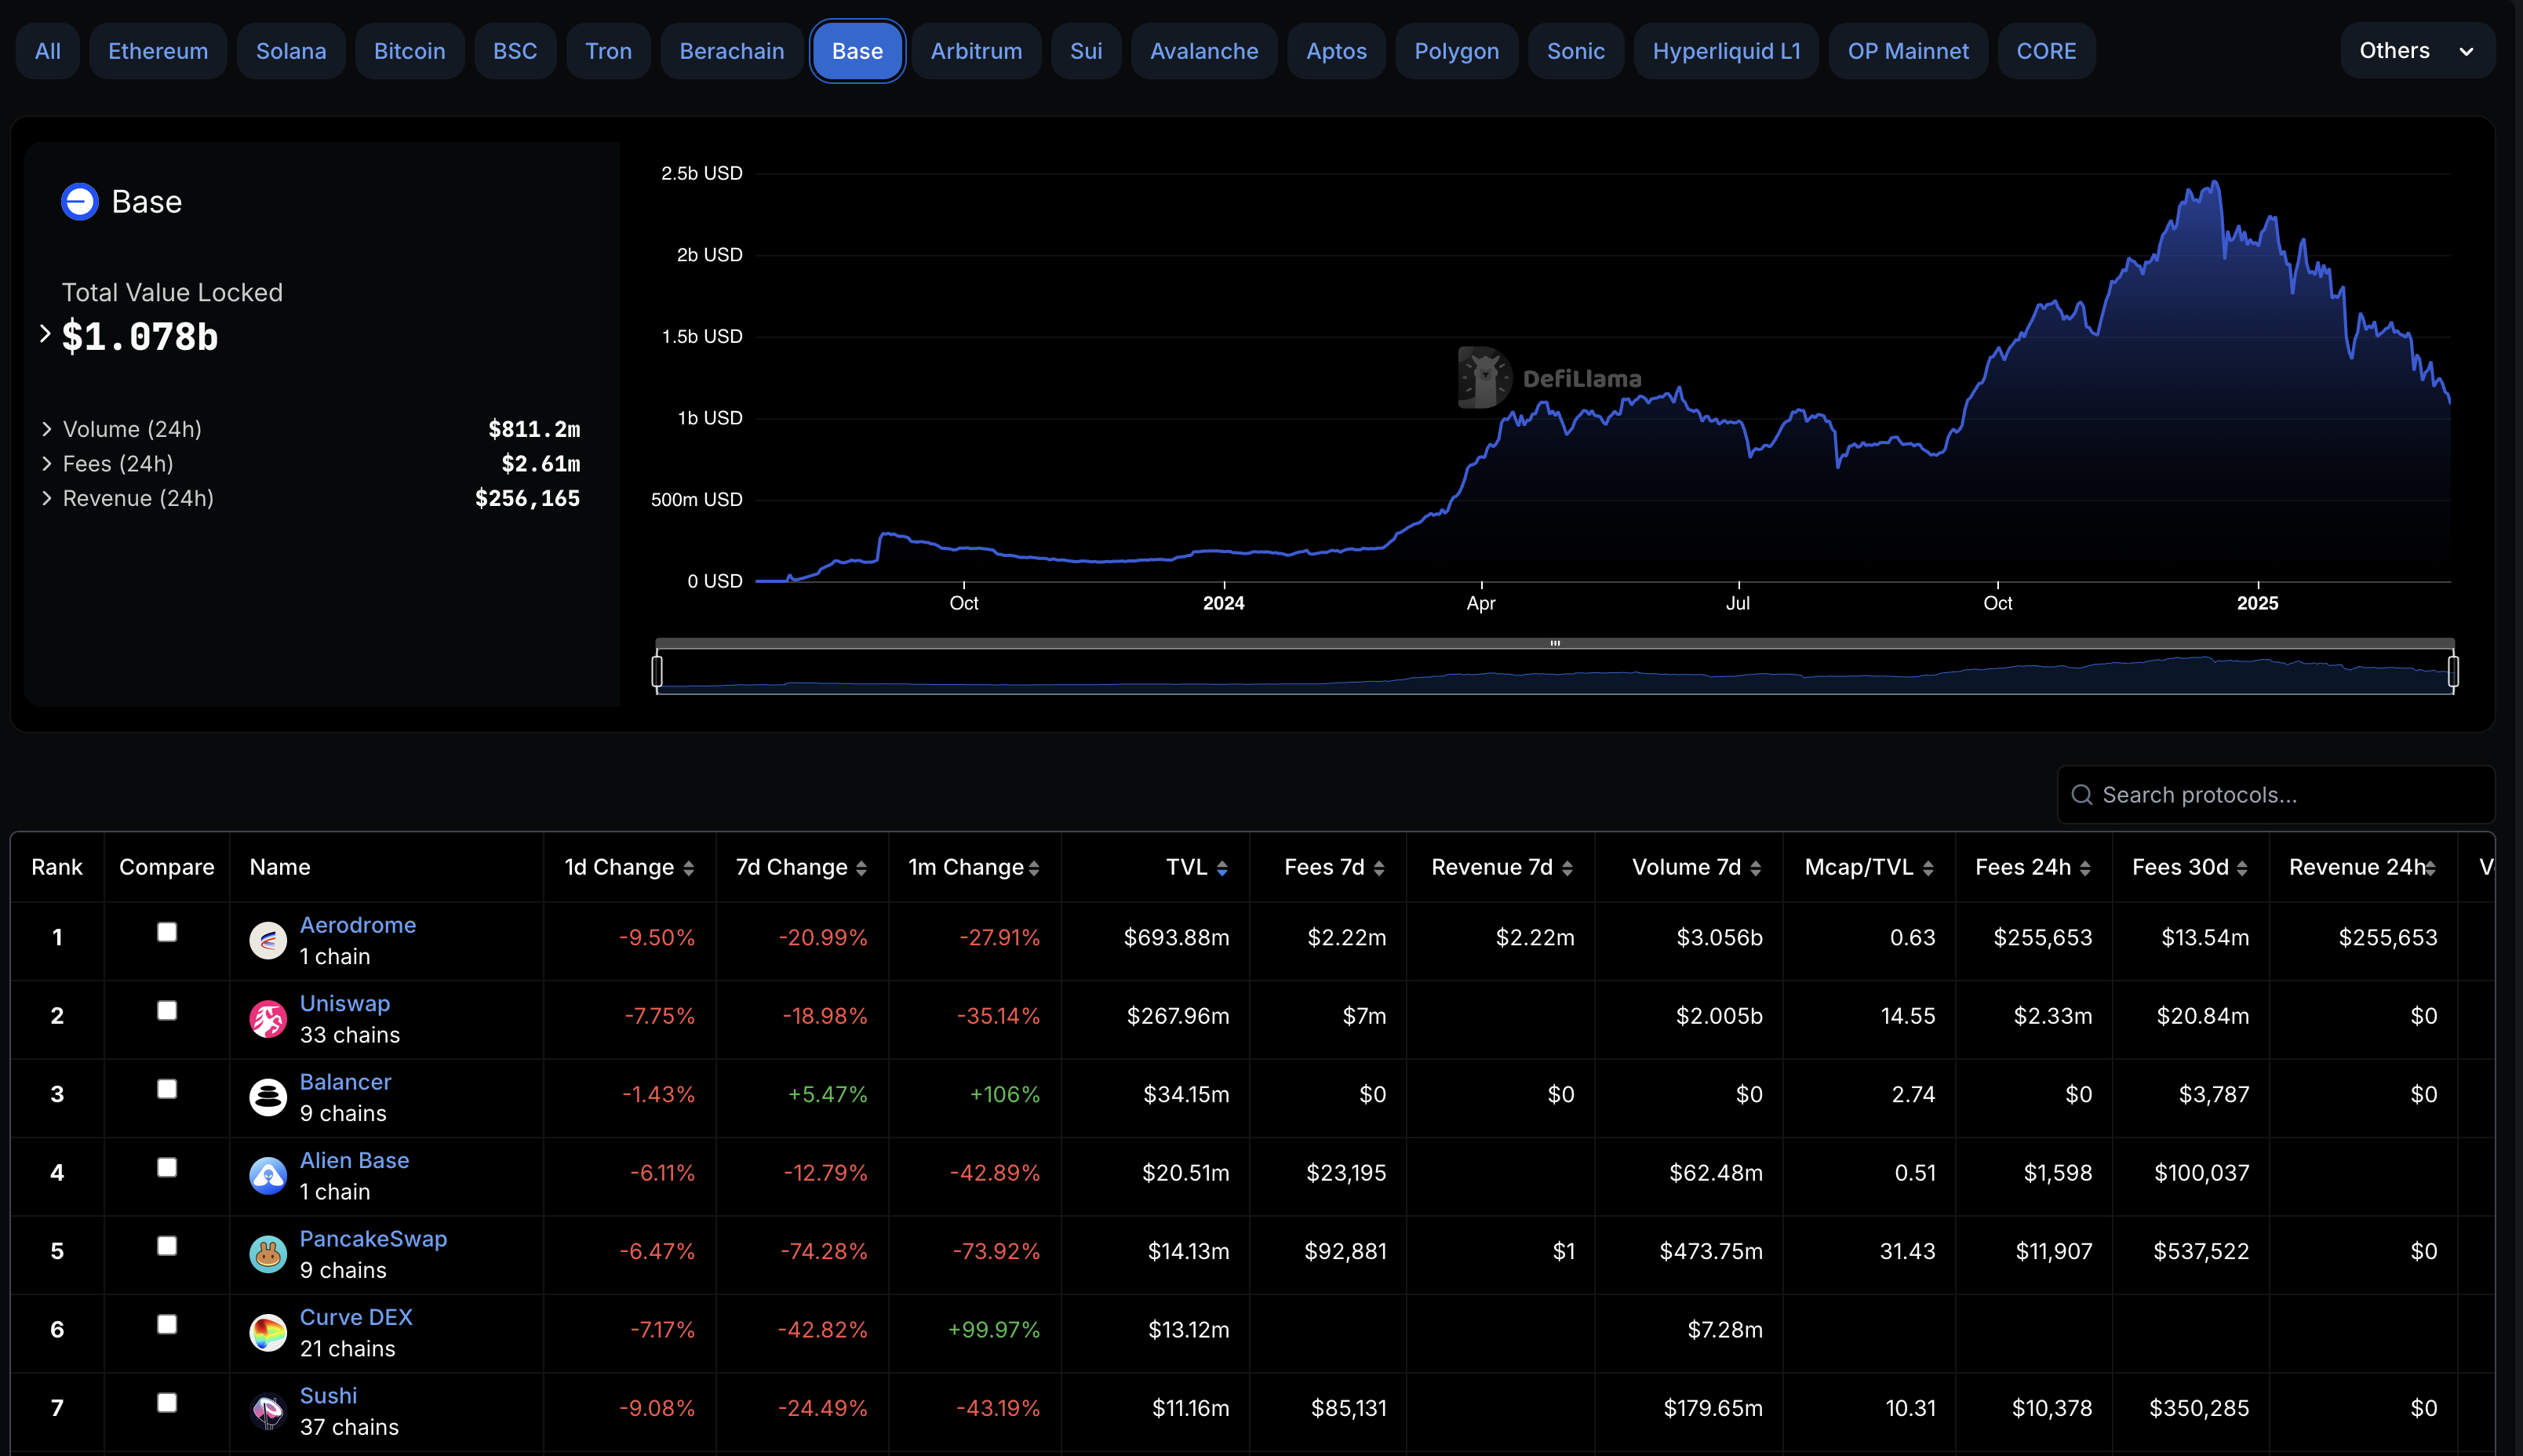 All Ethereum Solana Bitcoin BSC Tron Berachain Base Arbitrum Sui Avalanche Aptos Polygon Sonic Hyperliquid L1 OP Mainnet CORE Others
Base
Total Value Locked
$1.078b
Volume (24h) $811.2m
Fees (24h) $2.61m
Revenue (24h) $256,165
2.5b USD
2b USD
1.5b USD
1b USD
500m USD
0 USD
DefiLlama
Oct 2024 Apr Jul Oct 2025
Search protocols...
Rank Compare Name 1d Change 7d Change 1m Change TVL Fees 7d Revenue 7d Volume 7d Mcap/TVL Fees 24h Fees 30d Revenue 24h
1 Aerodrome -9.50% -20.99% -27.91% $693.88m $2.22m $2.22m $3.056b 0.63 $255,653 $13.54m $255,653
1 chain
2 Uniswap -7.75% -18.98% -35.14% $267.96m $7m $2.005b 14.55 $2.33m $20.84m $0
33 chains
3 Balancer -1.43% +5.47% +106% $34.15m $0 $0 $0 2.74 $0 $3,787 $0
9 chains
4 Alien Base -6.11% -12.79% -42.89% $20.51m $23,195 $62.48m 0.51 $1,598 $100,037
1 chain
5 PancakeSwap -6.47% -74.28% -73.92% $14.13m $92,881 $1 $473.75m 31.43 $11,907 $537,522 $0
9 chains
6 Curve DEX -7.17% -42.82% +99.97% $13.12m $7.28m
21 chains
7 Sushi -9.08% -24.49% -43.19% $11.16m $85,131 $179.65m 10.31 $10,378 $350,285 $0
37 chains